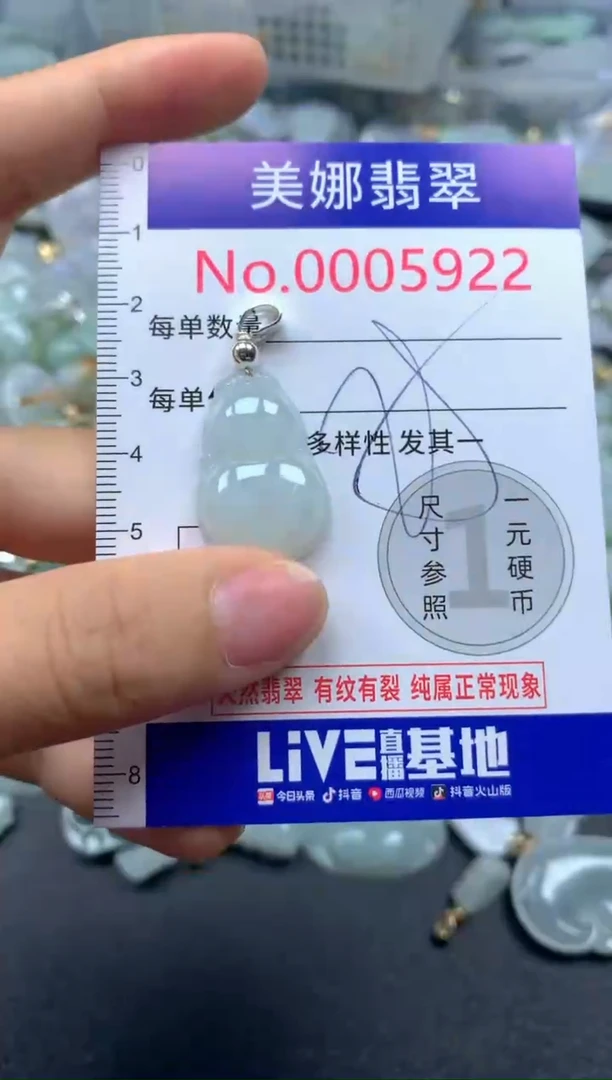 美娜翡翠
No.0005922
0
1
2
3
4
5
8
每单数量
每单
多样性 发其一
尺寸参照
一元硬币
1
天然翡翠 有纹有裂 纯属正常现象
LiVE直播基地
今日头条 抖音 西瓜视频 抖音火山版